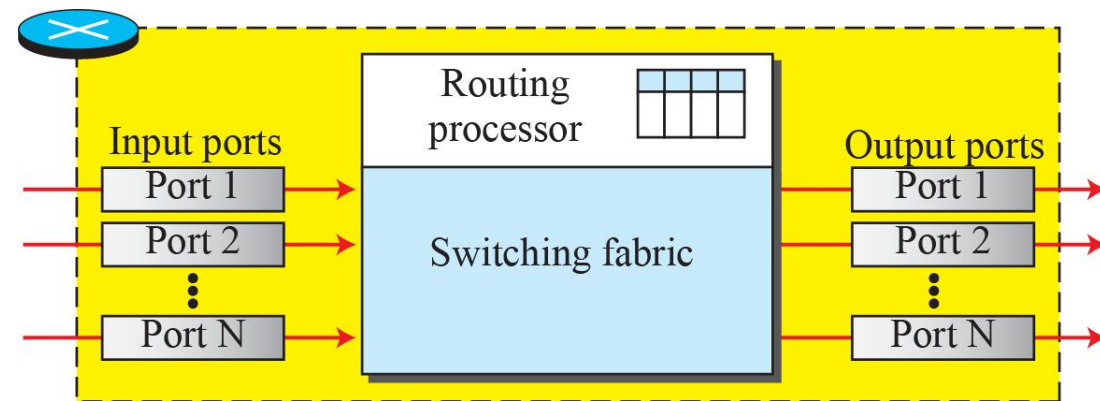 Routing
processor
Input ports
Output ports
Port 1
Port 1
Port 2
Port 2
Switching fabric
Port N
Port N